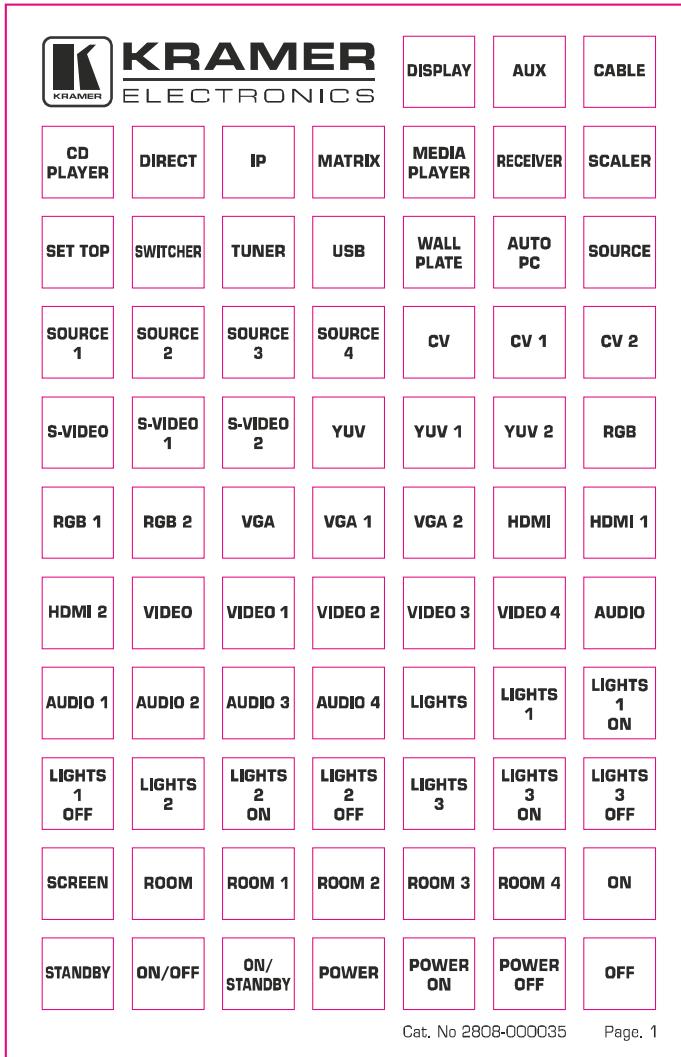 KRAMER
KRAMER
ELECTRONICS
DISPLAY
AUX
CABLE
CD
PLAYER
DIRECT
IP
MATRIX
MEDIA
PLAYER
RECEIVER
SCALER
SET TOP
SWITCHER
TUNER
USB
WALL
PLATE
AUTO
PC
SOURCE
SOURCE
1
SOURCE
2
SOURCE
3
SOURCE
4
CV
CV 1
CV 2
S-VIDEO
S-VIDEO
1
S-VIDEO
2
YUV
YUV 1
YUV 2
RGB
RGB 1
RGB 2
VGA
VGA 1
VGA 2
HDMI
HDMI 1
HDMI 2
VIDEO
VIDEO 1
VIDEO 2
VIDEO 3
VIDEO 4
AUDIO
AUDIO 1
AUDIO 2
AUDIO 3
AUDIO 4
LIGHTS
LIGHTS
1
LIGHTS
1
ON
LIGHTS
1
OFF
LIGHTS
2
LIGHTS
2
ON
LIGHTS
2
OFF
LIGHTS
3
LIGHTS
3
ON
LIGHTS
3
OFF
SCREEN
ROOM
ROOM 1
ROOM 2
ROOM 3
ROOM 4
ON
STANDBY
ON/OFF
ON/
STANDBY
POWER
POWER
ON
POWER
OFF
OFF
Cat. No 2808-000035
Page. 1